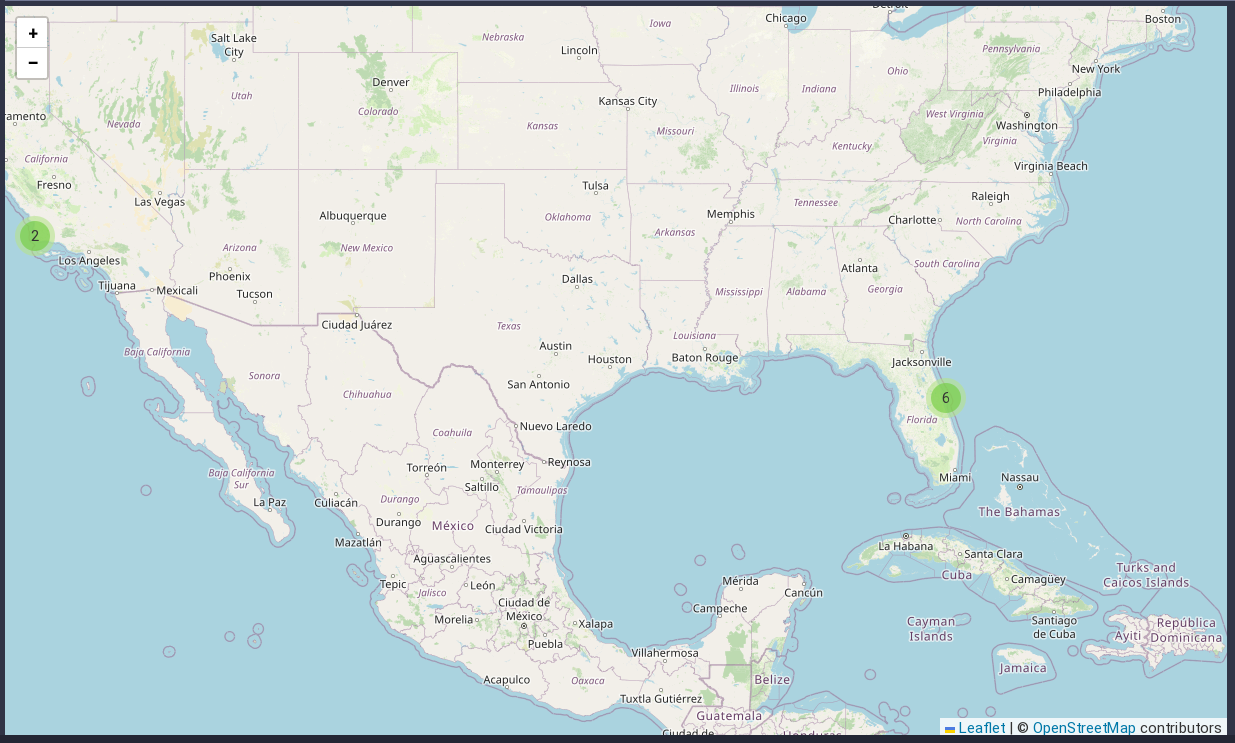 Detroit
Iowa
Chicago
Boston
+
Salt Lake
City
Nebraska
Lincoln
Pennsylvania
−
Denver
Ohio
New York
Utah
Colorado
Kansas City
Illinois
Indiana
Philadelphia
ramento
Nevada
Kansas
Missouri
West Virginia
Washington
Virginia
Kentucky
California
Virginia Beach
Fresno
Tulsa
Las Vegas
Raleigh
Tennessee
Albuquerque
Oklahoma
Memphis
Charlotte
North Carolina
2
Arkansas
Arizona
New Mexico
Los Angeles
Atlanta
South Carolina
Phoenix
Dallas
Tijuana
Mexicali
Tucson
Mississippi
Alabama
Georgia
Ciudad Juárez
Texas
Louisiana
Austin
Baja California
Houston
Baton Rouge
Jacksonville
Sonora
San Antonio
Chihuahua
6
Nuevo Laredo
Florida
Coahuila
Torreón
Monterrey
Reynosa
Baja California
Sur
Miami
Nassau
Saltillo
Tamaulipas
La Paz
Culiacán
Durango
The Bahamas
Durango
México
Ciudad Victoria
Mazatlán
La Habana
Santa Clara
Aguascalientes
Turks and
Caicos Islands
Cuba
Camagüey
Tepic
León
Mérida
Jalisco
Cancún
Ciudad de
México
Campeche
Morelia
Xalapa
Cayman
Islands
Santiago
de Cuba
República
Dominicana
Ayiti
Puebla
Villahermosa
Jamaica
Acapulco
Oaxaca
Belize
Tuxtla Gutiérrez
Guatemala
Ciudad de
Honduras
Leaflet | © OpenStreetMap contributors